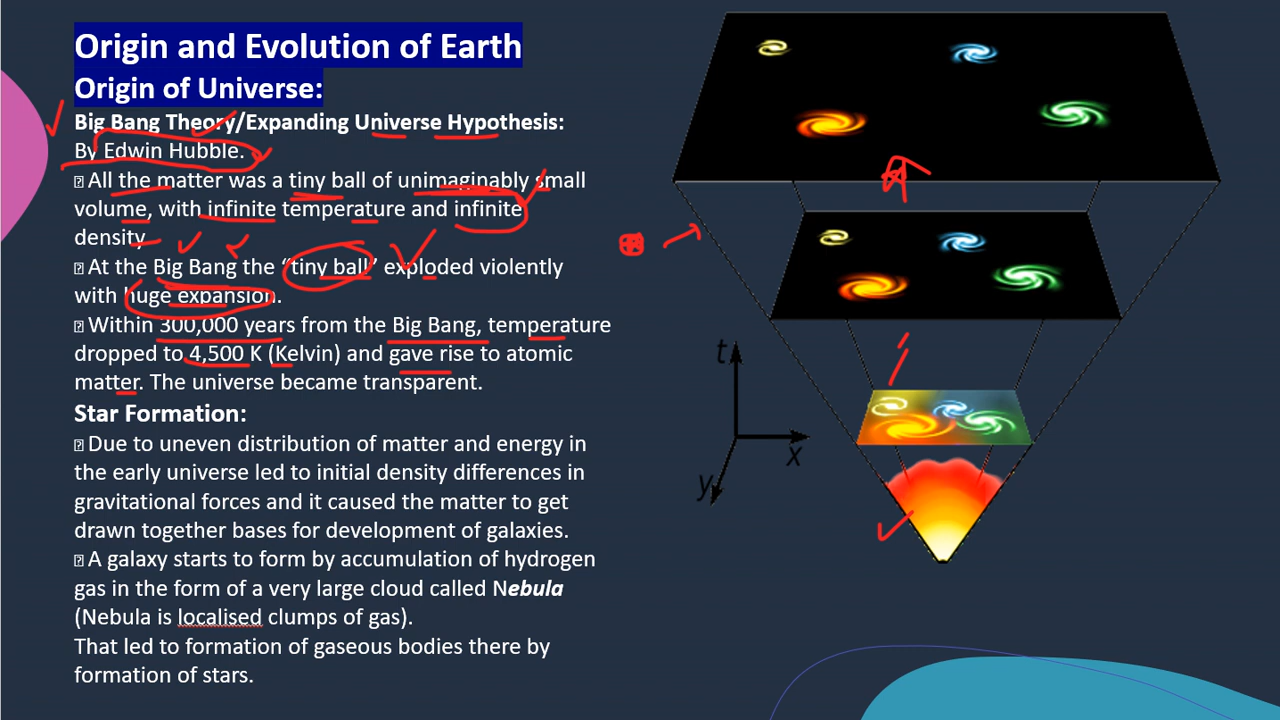 Origin and Evolution of Earth
Origin of Universe:
Big Bang Theory/Expanding Universe Hypothesis:
By Edwin Hubble.
All the matter was a tiny ball of unimaginably small
volume, with infinite temperature and infinite
density
At the Big Bang the “tiny ball” exploded violently
with huge expansion.
Within 300,000 years from the Big Bang, temperature
dropped to 4,500 K (Kelvin) and gave rise to atomic
matter. The universe became transparent.
Star Formation:
Due to uneven distribution of matter and energy in
the early universe led to initial density differences in
gravitational forces and it caused the matter to get
drawn together bases for development of galaxies.
A galaxy starts to form by accumulation of hydrogen
gas in the form of a very large cloud called Nebula
(Nebula is localised clumps of gas).
That led to formation of gaseous bodies there by
formation of stars.
t
x
y